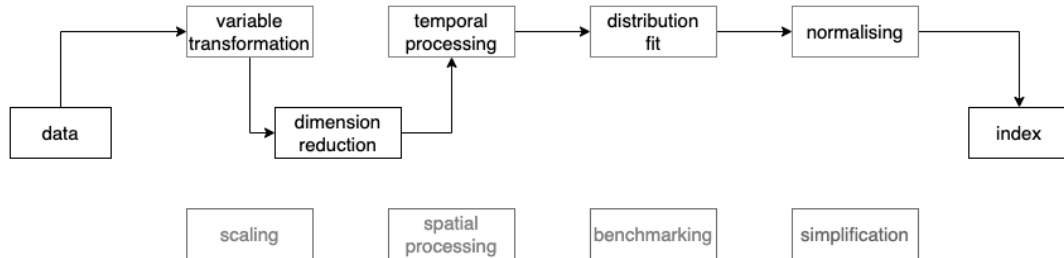 variable
transformation
temporal
processing
distribution
fit
normalising
data
dimension
reduction
index
scaling
spatial
processing
benchmarking
simplification